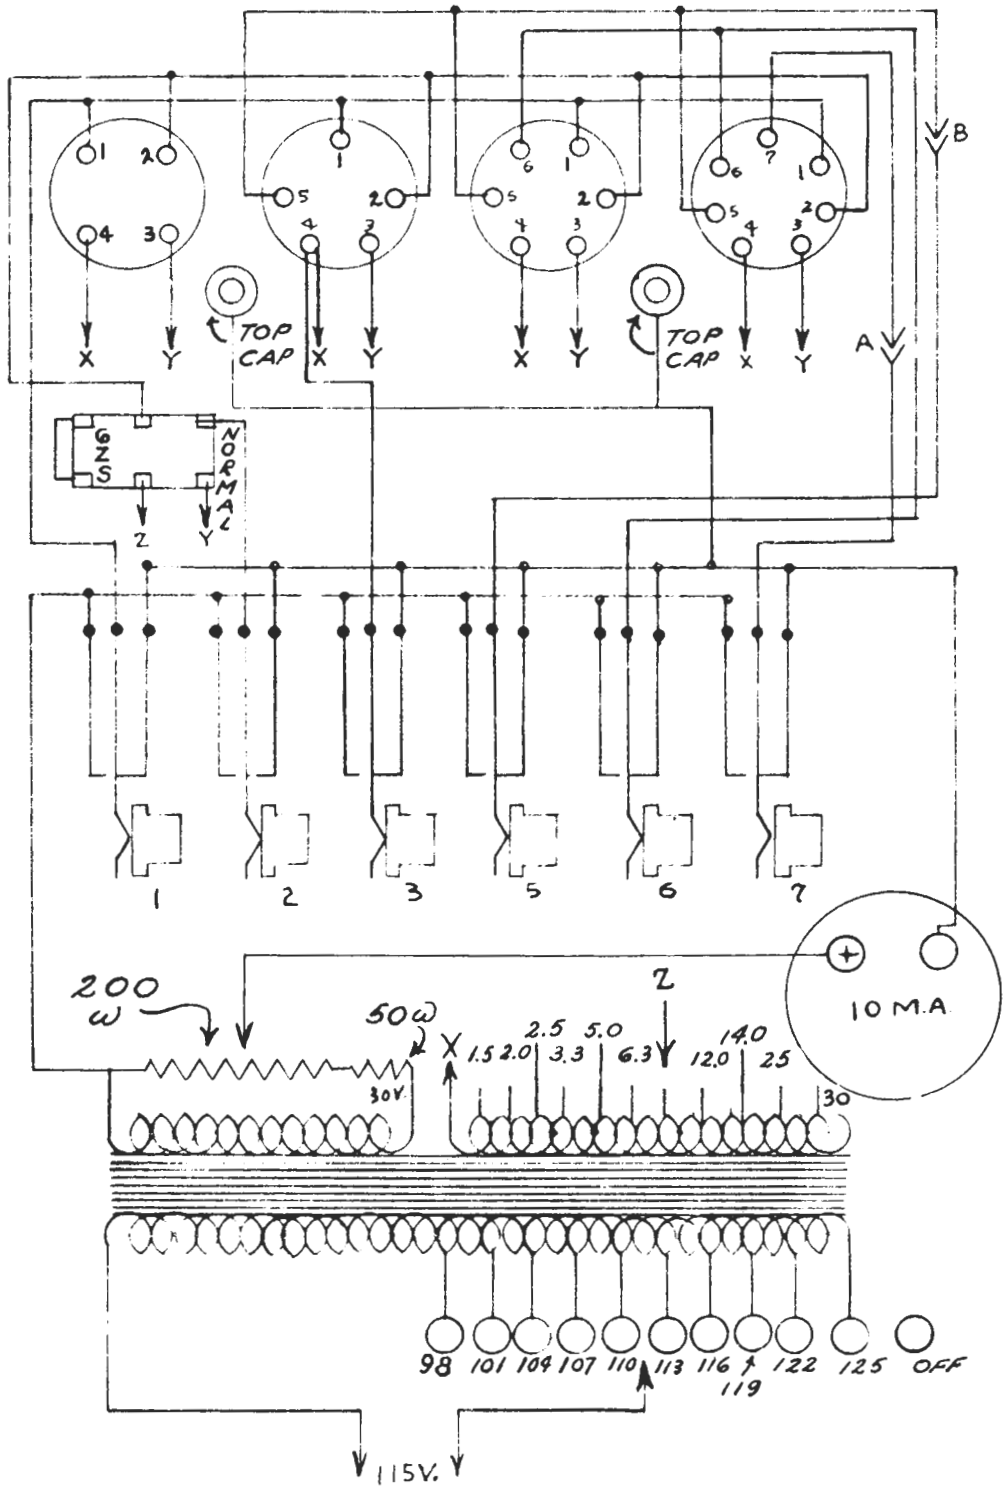 B
7
1 2
1
6 1
6 1
5 2
5 2
5 2
4 3
4 3
4 3
4 3
X Y
TOP
CAP
X Y
X Y
TOP
CAP
X Y
A
6Z5
NORMAL
Z Y
1 2 3 5 6 7
10 M.A.
200
ω
50ω
30V.
X
Z
1.5 2.0 2.5 3.3 5.0 6.3 12.0 14.0 25 30
98 101 104 107 110 113 116 119 122 125 OFF
115V.